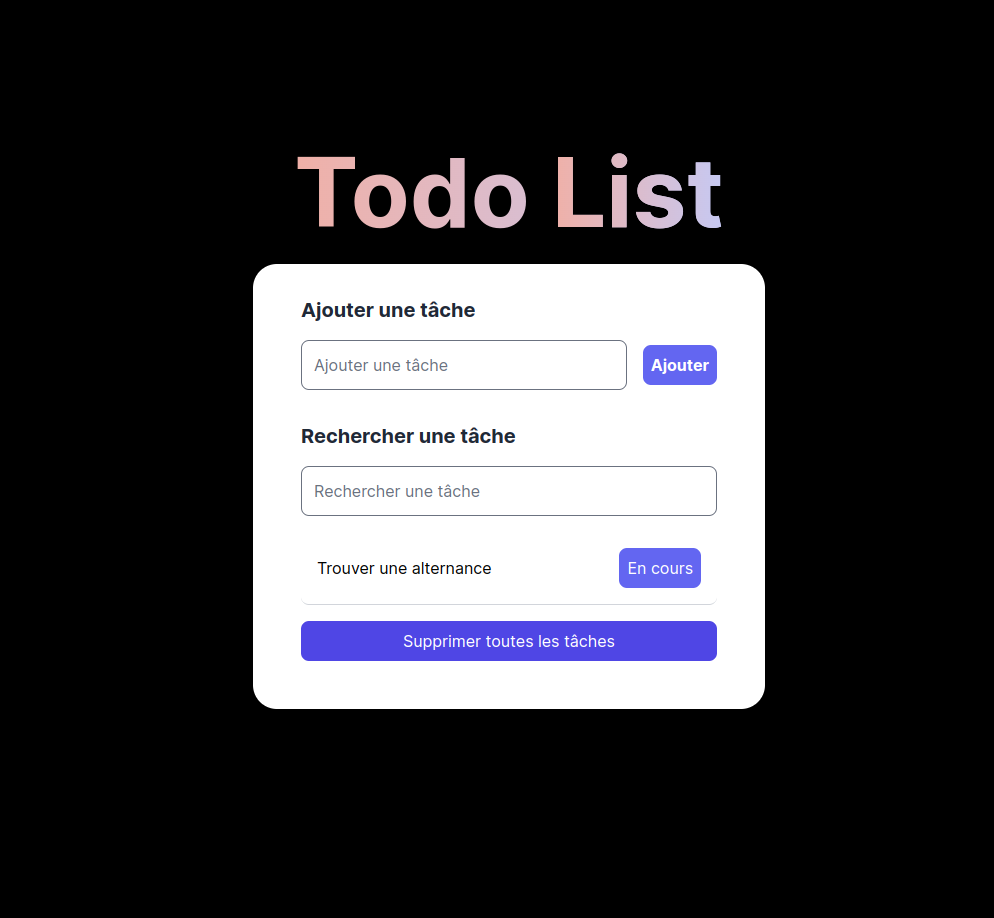 Todo List
Ajouter une tâche
Ajouter une tâche
Ajouter
Rechercher une tâche
Rechercher une tâche
Trouver une alternance
En cours
Supprimer toutes les tâches